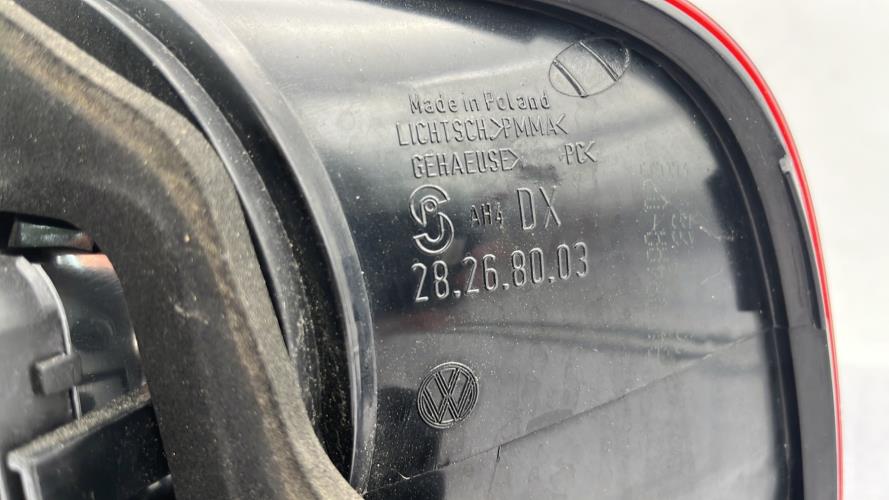 Made in Poland
LICHTSCH>PMMA<
GEHAEUSE> PC<
AH4 DX
28.26.80.03